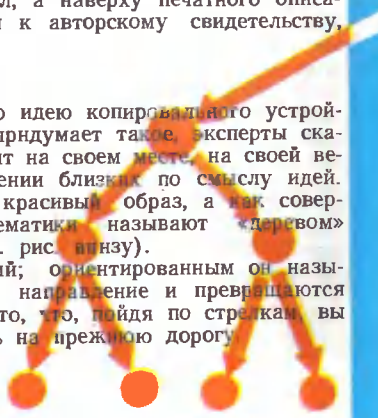 л, а наверху печатного описа-
к авторскому свидетельству,
идею копировального устрой-
такое, эксперты ска-
т на своем месте, на своей ве-
ении близких по смыслу идей.
красивый образ, а как совер-
ематики называют «деревом»
. рис. внизу).
ий; ориентированным он назы-
направление и превращаются
то, что, пойдя по стрелкам, вы
ь на прежнюю дорогу